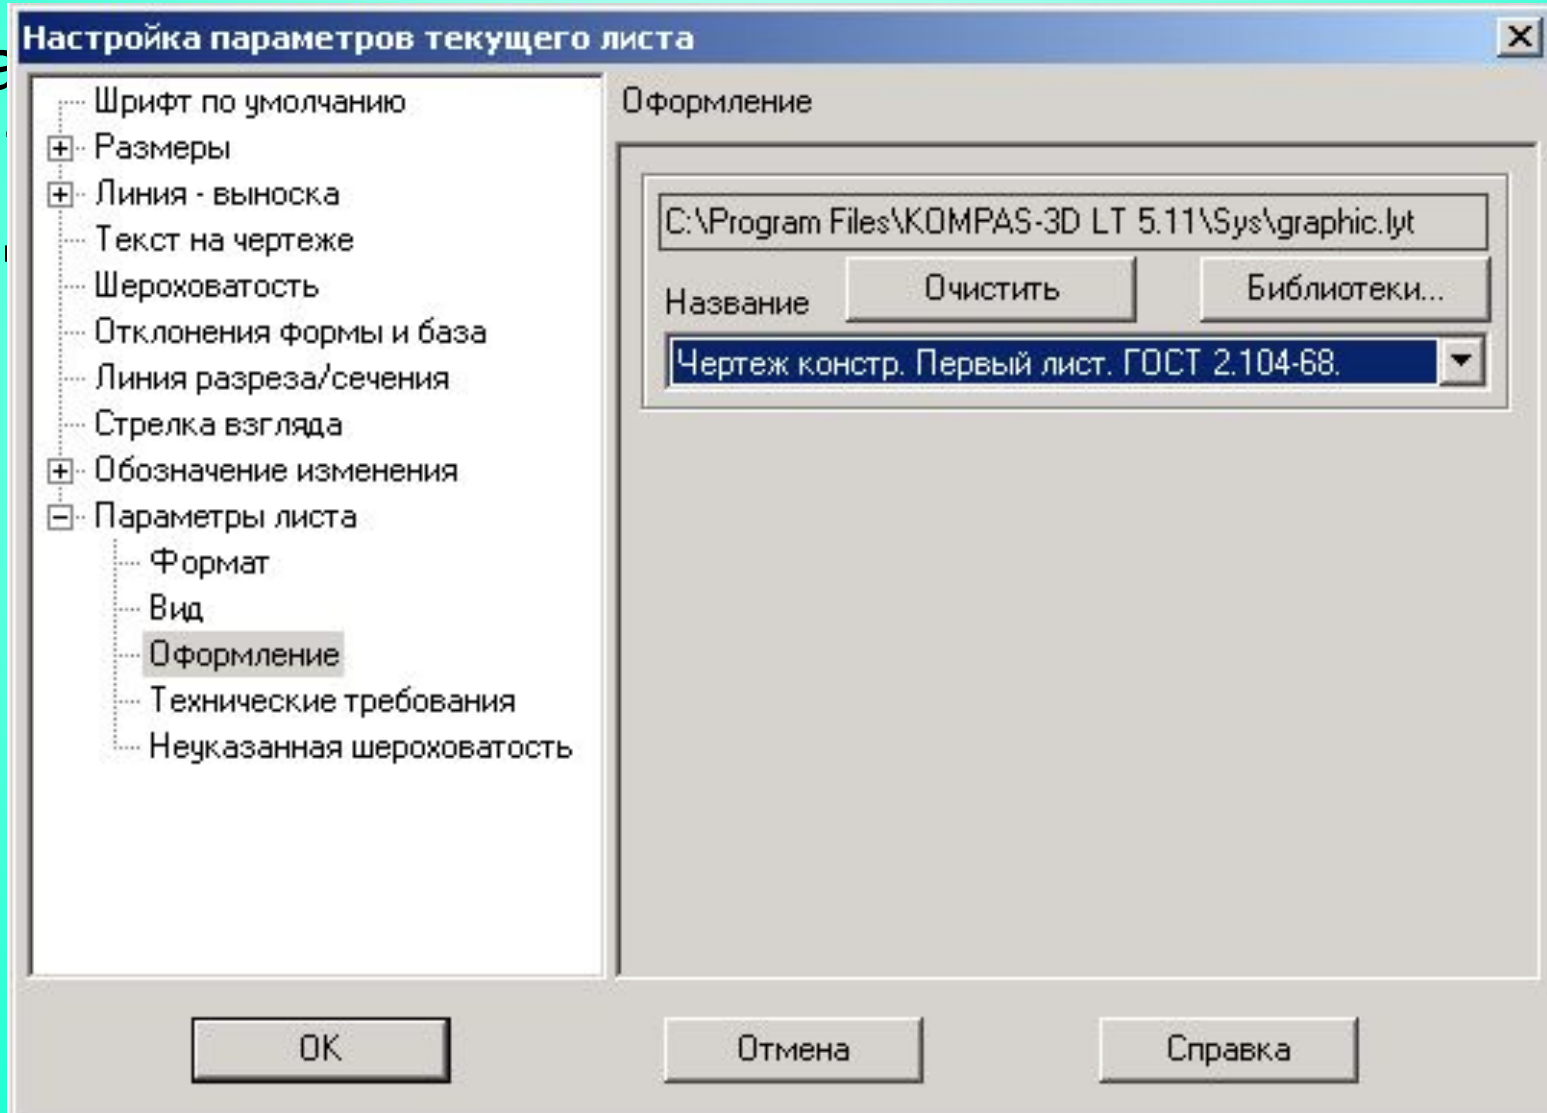 Настройка параметров текущего листа
Шрифт по умолчанию
Размеры
Линия - выноска
Текст на чертеже
Шероховатость
Отклонения формы и база
Линия разреза/сечения
Стрелка взгляда
Обозначение изменения
Параметры листа
Формат
Вид
Оформление
Технические требования
Неуказанная шероховатость
Оформление
C:\Program Files\KOMPAS-3D LT 5.11\Sys\graphic.lyt
Название
Очистить
Библиотеки...
Чертеж констр. Первый лист. ГОСТ 2.104-68.
OK
Отмена
Справка